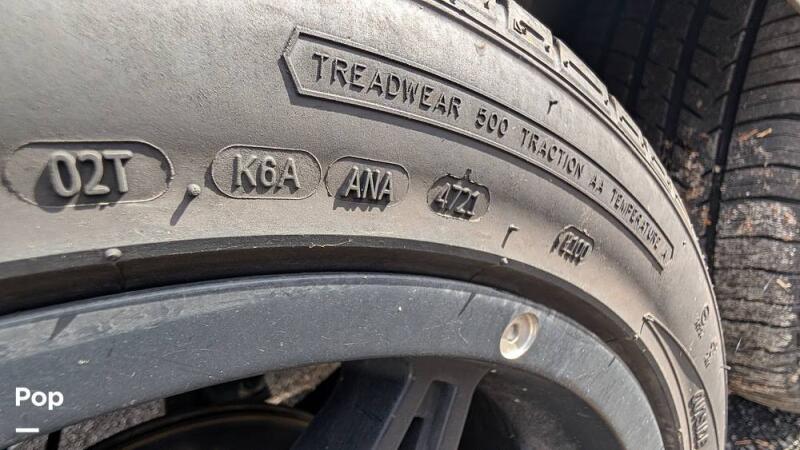 TREADWEAR 500 TRACTION AA TEMPERATURE A
02T K6A ANA 4721
Pop